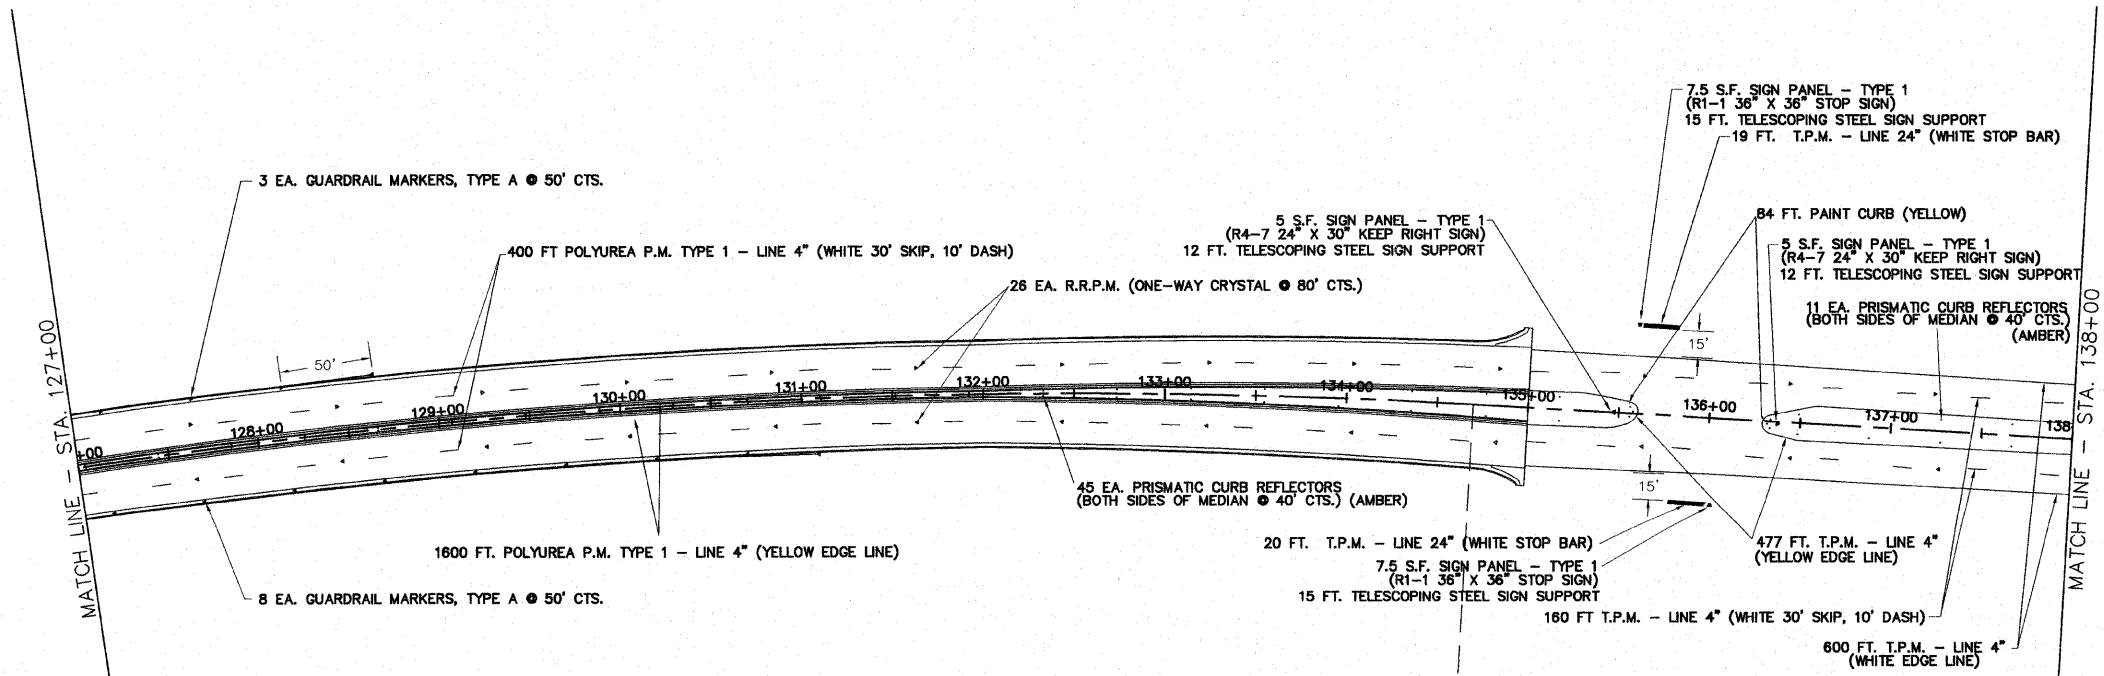 7.5 S.F. SIGN PANEL - TYPE 1
(R1-1 36" X 36" STOP SIGN)
15 FT. TELESCOPING STEEL SIGN SUPPORT
19 FT. T.P.M. - LINE 24" (WHITE STOP BAR)
3 EA. GUARDRAIL MARKERS, TYPE A @ 50' CTS.
5 S.F. SIGN PANEL - TYPE 1
(R4-7 24" X 30" KEEP RIGHT SIGN)
12 FT. TELESCOPING STEEL SIGN SUPPORT
84 FT. PAINT CURB (YELLOW)
5 S.F. SIGN PANEL - TYPE 1
(R4-7 24" X 30" KEEP RIGHT SIGN)
12 FT. TELESCOPING STEEL SIGN SUPPORT
400 FT POLYUREA P.M. TYPE 1 - LINE 4" (WHITE 30' SKIP, 10' DASH)
26 EA. R.R.P.M. (ONE-WAY CRYSTAL @ 80' CTS.)
11 EA. PRISMATIC CURB REFLECTORS
(BOTH SIDES OF MEDIAN @ 40' CTS.)
(AMBER)
MATCH LINE - STA. 127+00
MATCH LINE - STA. 138+00
50'
15'
+00
128+00
129+00
130+00
131+00
132+00
133+00
134+00
135+00
136+00
137+00
138
15'
45 EA. PRISMATIC CURB REFLECTORS
(BOTH SIDES OF MEDIAN @ 40' CTS.) (AMBER)
1600 FT. POLYUREA P.M. TYPE 1 - LINE 4" (YELLOW EDGE LINE)
20 FT. T.P.M. - LINE 24" (WHITE STOP BAR)
7.5 S.F. SIGN PANEL - TYPE 1
(R1-1 36" X 36" STOP SIGN)
15 FT. TELESCOPING STEEL SIGN SUPPORT
477 FT. T.P.M. - LINE 4"
(YELLOW EDGE LINE)
8 EA. GUARDRAIL MARKERS, TYPE A @ 50' CTS.
160 FT T.P.M. - LINE 4" (WHITE 30' SKIP, 10' DASH)
600 FT. T.P.M. - LINE 4"
(WHITE EDGE LINE)